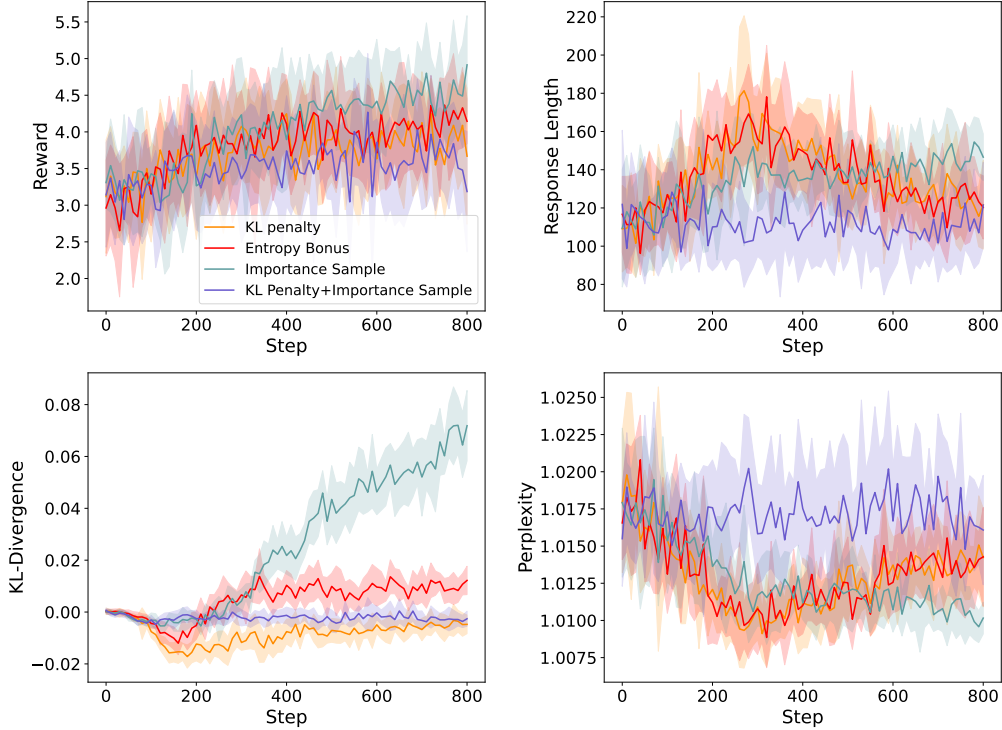 Reward
5.5
5.0
4.5
4.0
3.5
3.0
2.5
2.0
KL penalty
Entropy Bonus
Importance Sample
KL Penalty+Importance Sample
0 200 400 600 800
Step
Response Length
220
200
180
160
140
120
100
80
0 200 400 600 800
Step
KL-Divergence
0.08
0.06
0.04
0.02
0.00
−0.02
0 200 400 600 800
Step
Perplexity
1.0250
1.0225
1.0200
1.0175
1.0150
1.0125
1.0100
1.0075
0 200 400 600 800
Step